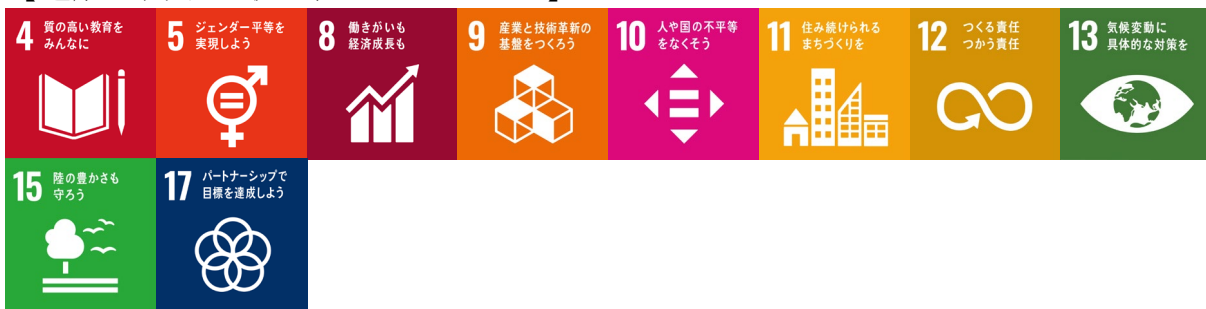 4 質の高い教育を
みんなに
5 ジェンダー平等を
実現しよう
8 働きがいも
経済成長も
9 産業と技術革新の
基盤をつくろう
10 人や国の不平等
をなくそう
11 住み続けられる
まちづくりを
12 つくる責任
つかう責任
13 気候変動に
具体的な対策を
15 陸の豊かさも
守ろう
17 パートナーシップで
目標を達成しよう